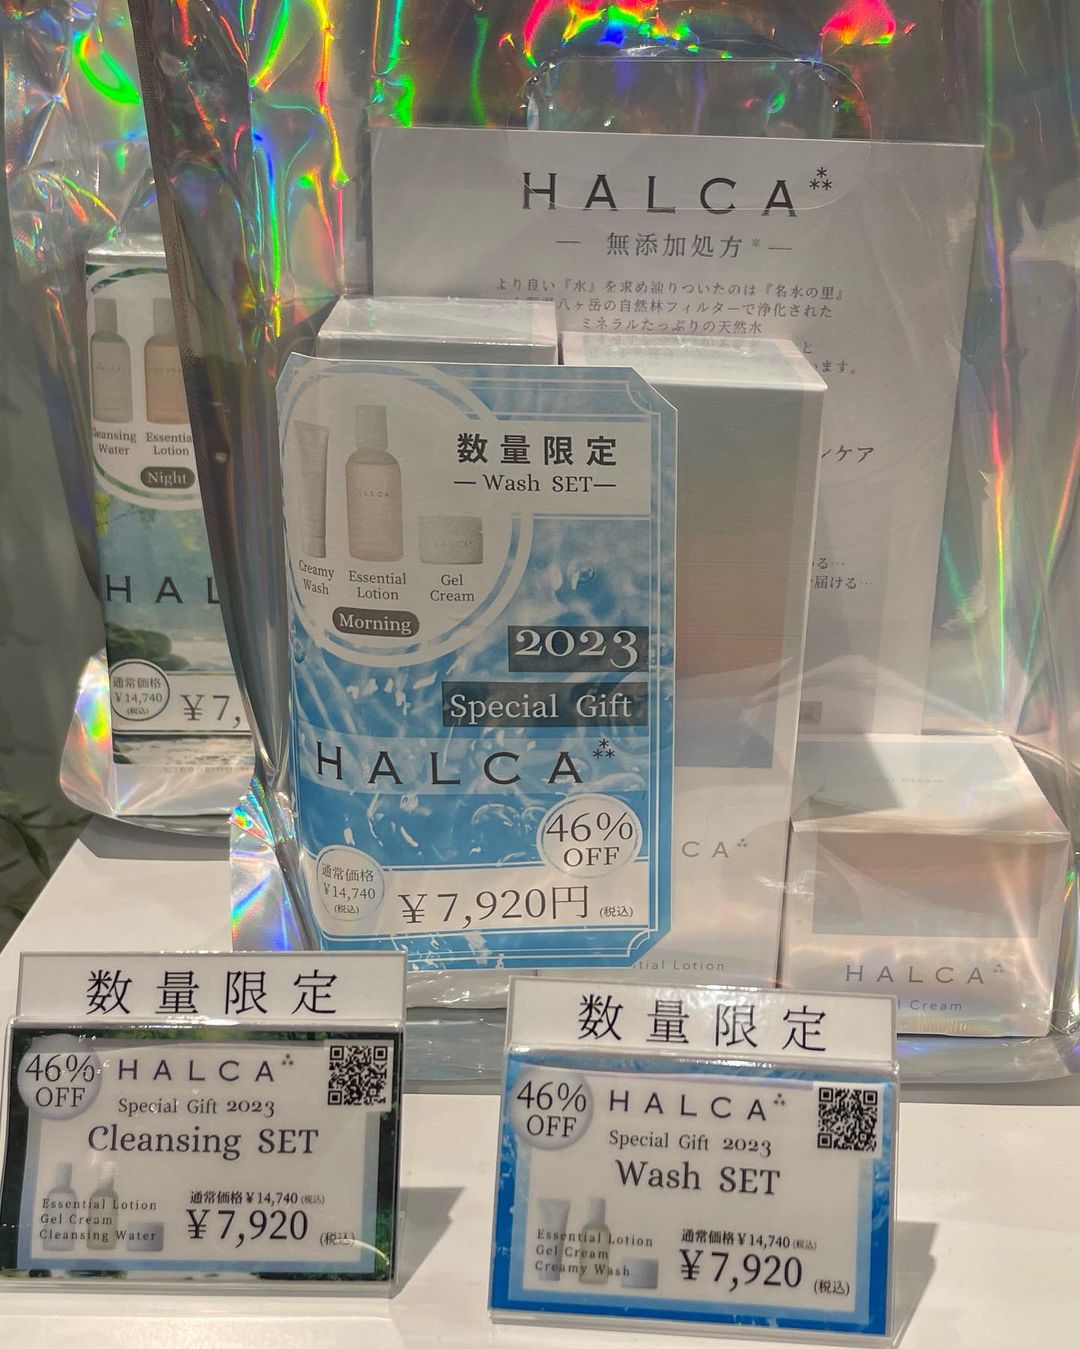 HALCA
― 無添加処方※ ―
より良い『水』を求め辿りついたのは『名水の里』
八ヶ岳の自然林フィルターで浄化された
ミネラルたっぷりの天然水
と
ます。
ンケア
る…
届ける…
Cleansing Water
Essential Lotion
Night
HAL
通常価格
¥14,740
(税込)
¥7,
数量限定
―Wash SET―
Creamy Wash
Essential Lotion
Gel Cream
Morning
2023
Special Gift
HALCA
46%
OFF
通常価格
¥14,740
(税込)
¥7,920円 (税込)
CA
tial Lotion
HALCA
l Cream
数量限定
46%
OFF
HALCA
Special Gift 2023
Cleansing SET
Essential Lotion
Gel Cream
Cleansing Water
通常価格¥14,740(税込)
¥7,920 (税込)
数量限定
46%
OFF
HALCA
Special Gift 2023
Wash SET
Essential Lotion
Gel Cream
Creamy Wash
通常価格¥14,740(税込)
¥7,920 (税込)